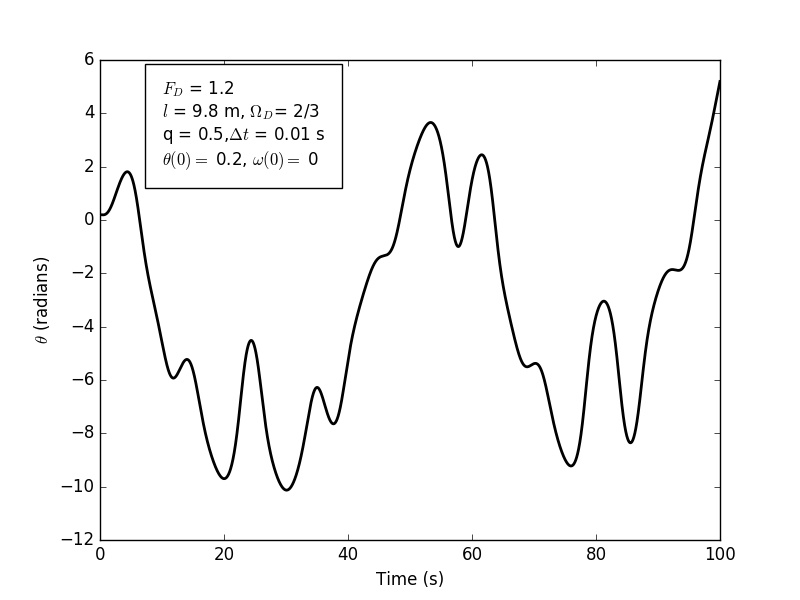 6
4
2
0
−2
−4
−6
−8
−10
−12
θ (radians)
F_D = 1.2
l = 9.8 m, Ω_D= 2/3
q = 0.5,Δt = 0.01 s
θ(0) = 0.2, ω(0) = 0
0 20 40 60 80 100
Time (s)